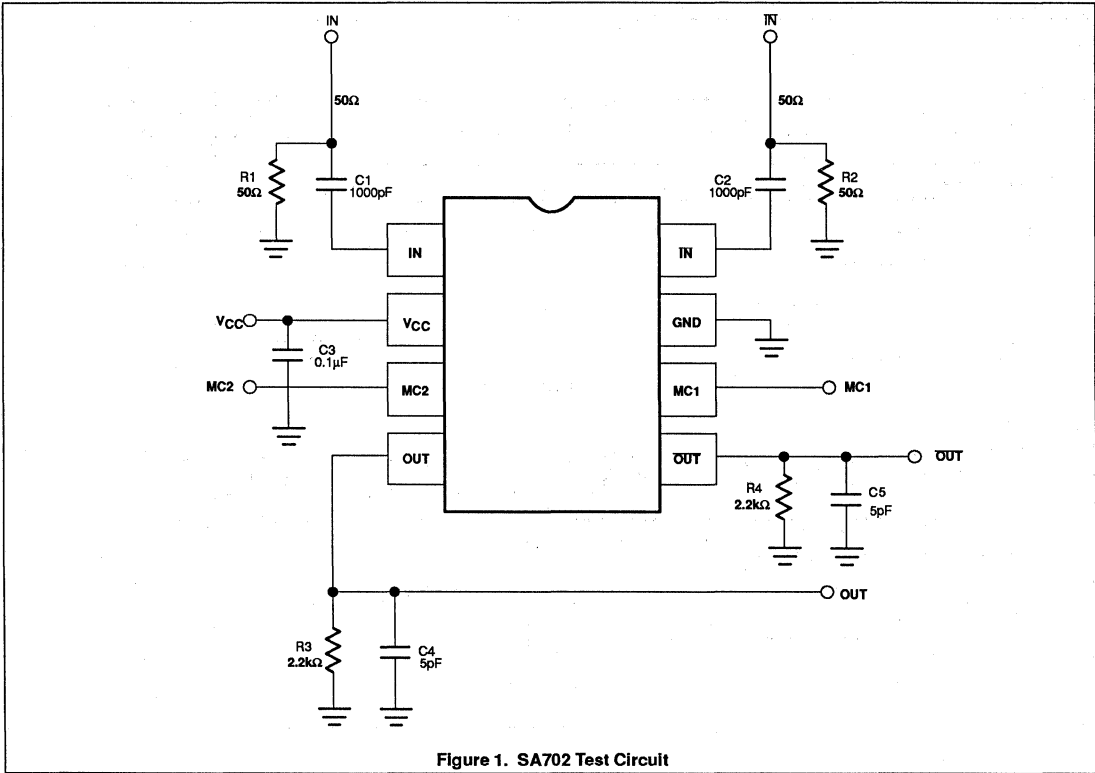 IN
I̅N̅
50Ω
50Ω
R1
50Ω
C1
1000pF
C2
1000pF
R2
50Ω
IN
I̅N̅
VCC
VCC
GND
C3
0.1µF
MC2
MC2
MC1
MC1
OUT
O̅U̅T̅
O̅U̅T̅
R4
2.2kΩ
C5
5pF
OUT
R3
2.2kΩ
C4
5pF
Figure 1. SA702 Test Circuit